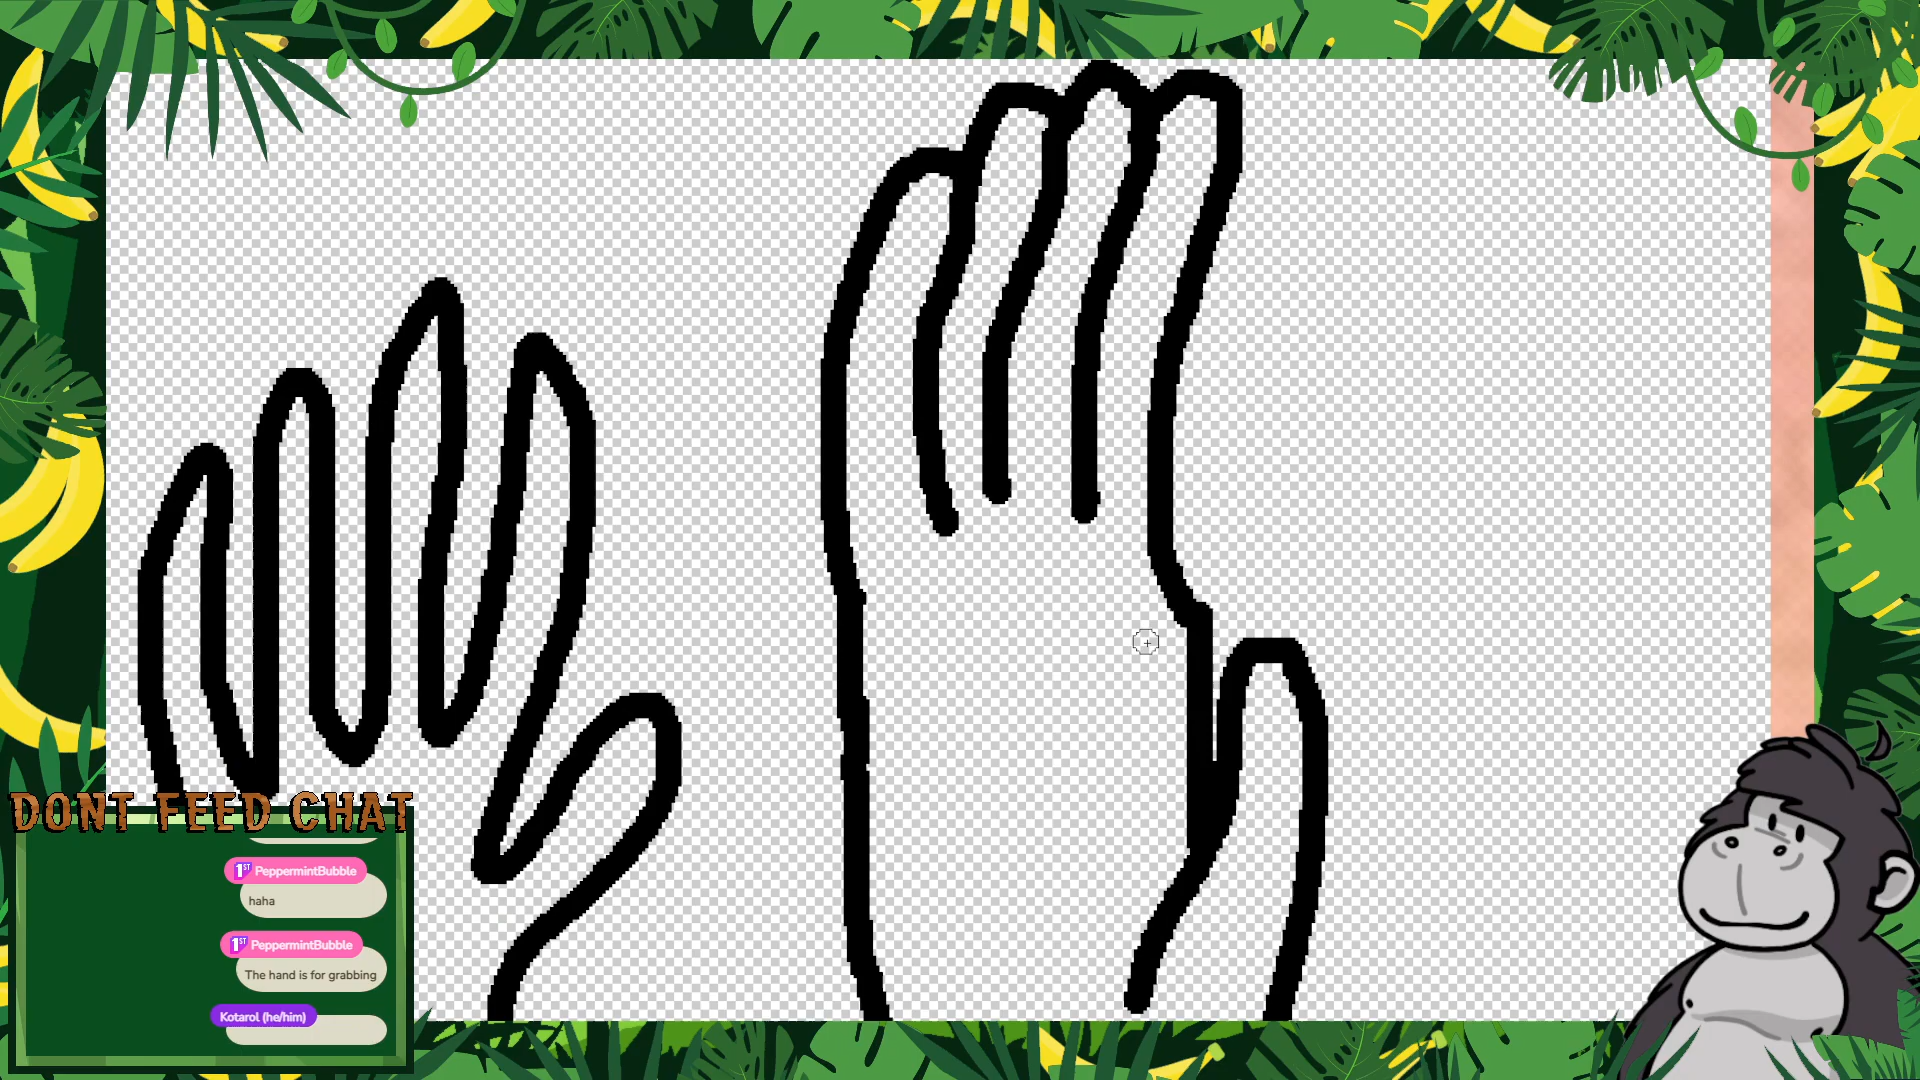 DONT FEED CHAT
1ST PeppermintBubble
haha
1ST PeppermintBubble
The hand is for grabbing
Kotarol (he/him)